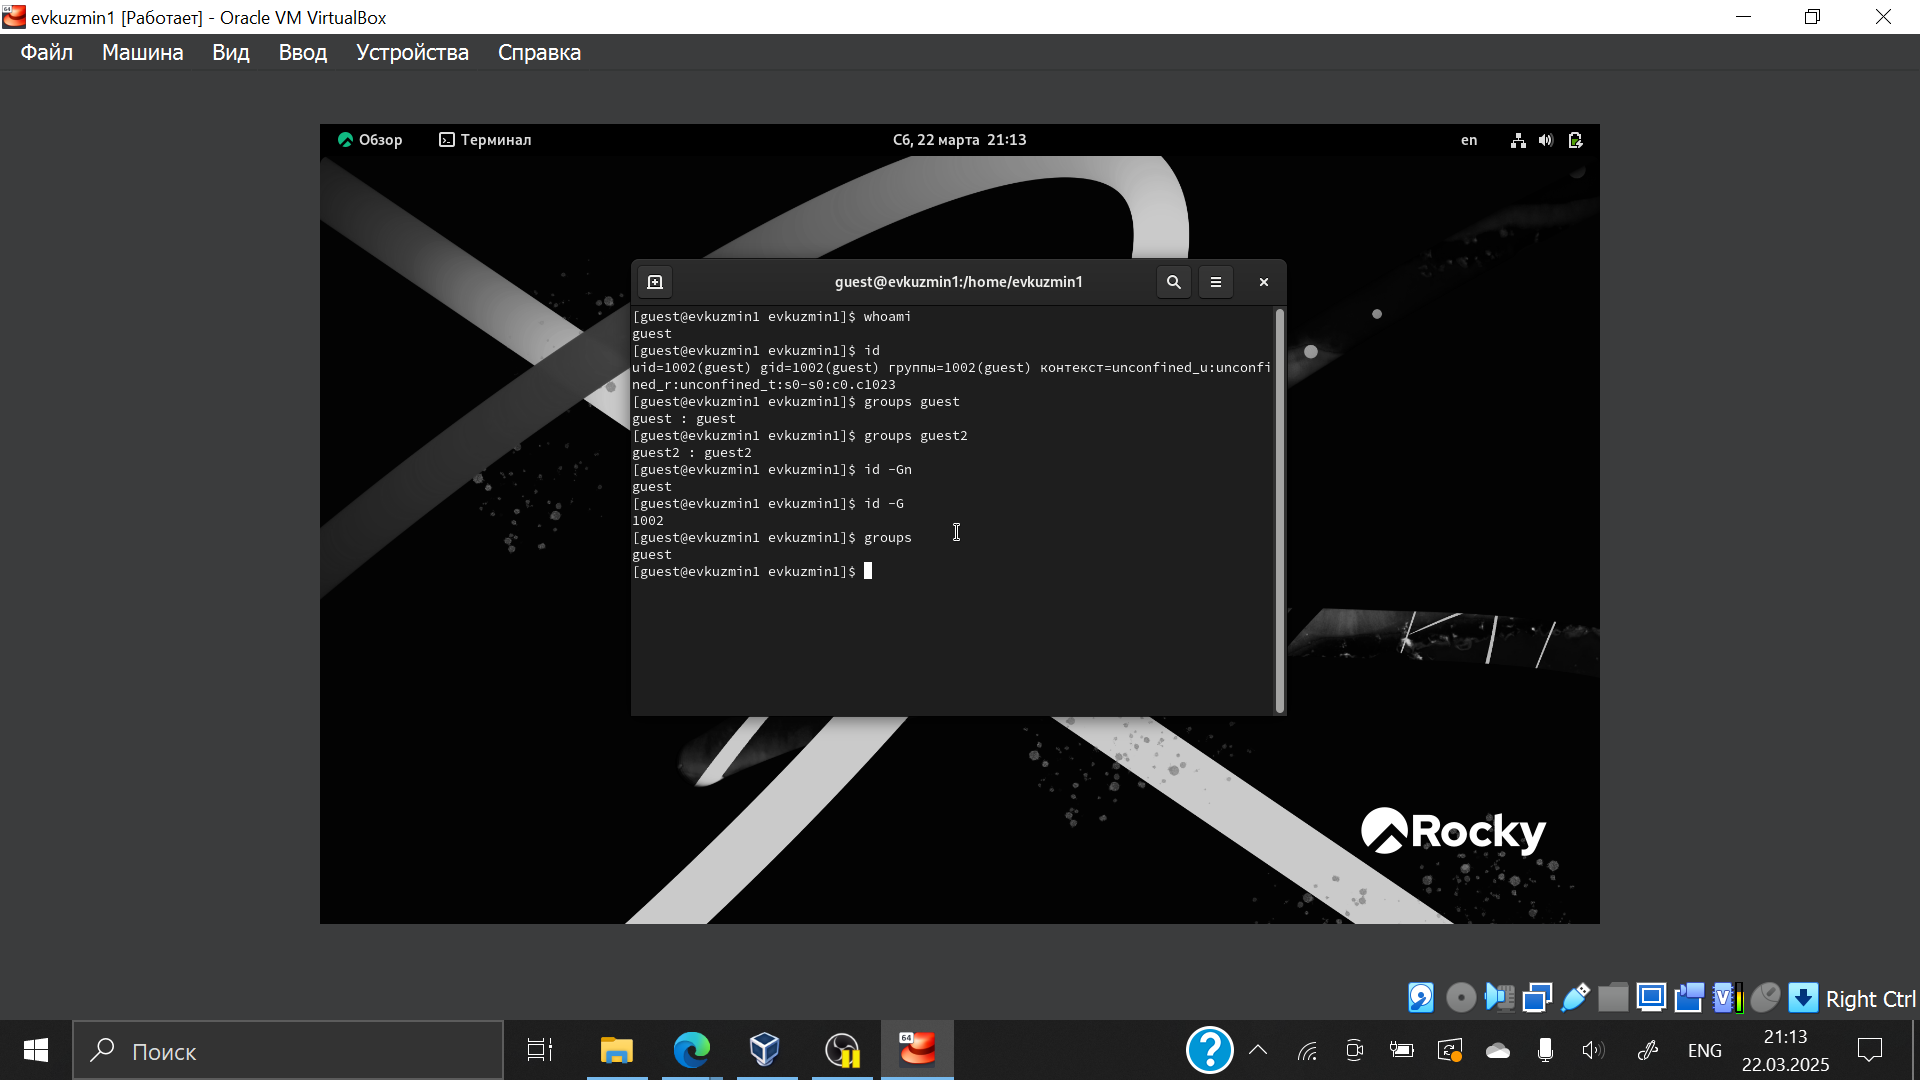 evkuzmin1 [Работает] - Oracle VM VirtualBox
Файл Машина Вид Ввод Устройства Справка
Обзор Терминал Сб, 22 марта 21:13 en
guest@evkuzmin1:/home/evkuzmin1
[guest@evkuzmin1 evkuzmin1]$ whoami
guest
[guest@evkuzmin1 evkuzmin1]$ id
uid=1002(guest) gid=1002(guest) группы=1002(guest) контекст=unconfined_u:unconfi
ned_r:unconfined_t:s0-s0:c0.c1023
[guest@evkuzmin1 evkuzmin1]$ groups guest
guest : guest
[guest@evkuzmin1 evkuzmin1]$ groups guest2
guest2 : guest2
[guest@evkuzmin1 evkuzmin1]$ id -Gn
guest
[guest@evkuzmin1 evkuzmin1]$ id -G
1002
[guest@evkuzmin1 evkuzmin1]$ groups
guest
[guest@evkuzmin1 evkuzmin1]$
Rocky
Right Ctrl
Поиск
64
ENG
21:13
22.03.2025